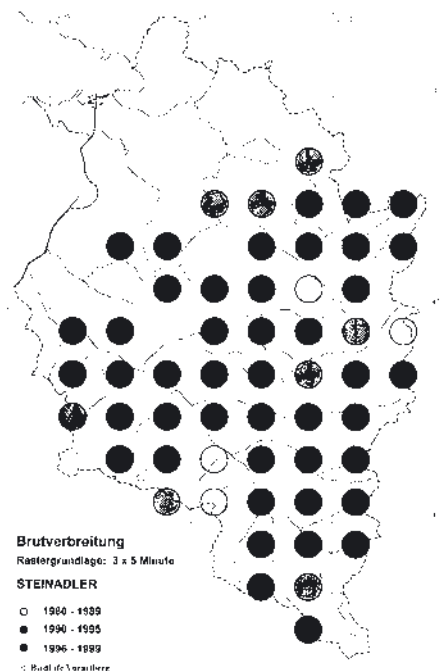 Brutverbreitung
Rastergrundlage: 3 x 5 Minute
STEINADLER
1980 - 1989
1990 - 1995
1996 - 1999